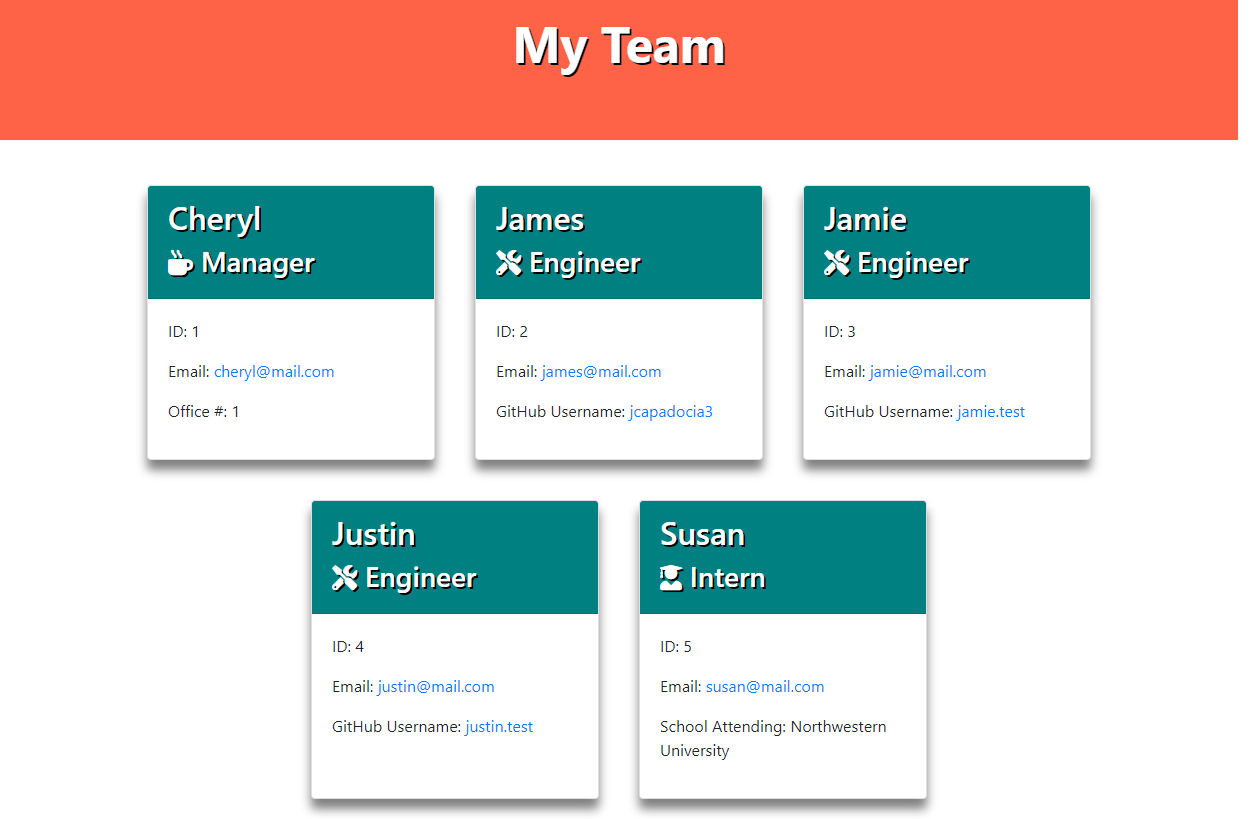 My Team
Cheryl
Manager
ID: 1
Email: cheryl@mail.com
Office #: 1
James
Engineer
ID: 2
Email: james@mail.com
GitHub Username: jcapadocia3
Jamie
Engineer
ID: 3
Email: jamie@mail.com
GitHub Username: jamie.test
Justin
Engineer
ID: 4
Email: justin@mail.com
GitHub Username: justin.test
Susan
Intern
ID: 5
Email: susan@mail.com
School Attending: Northwestern
University